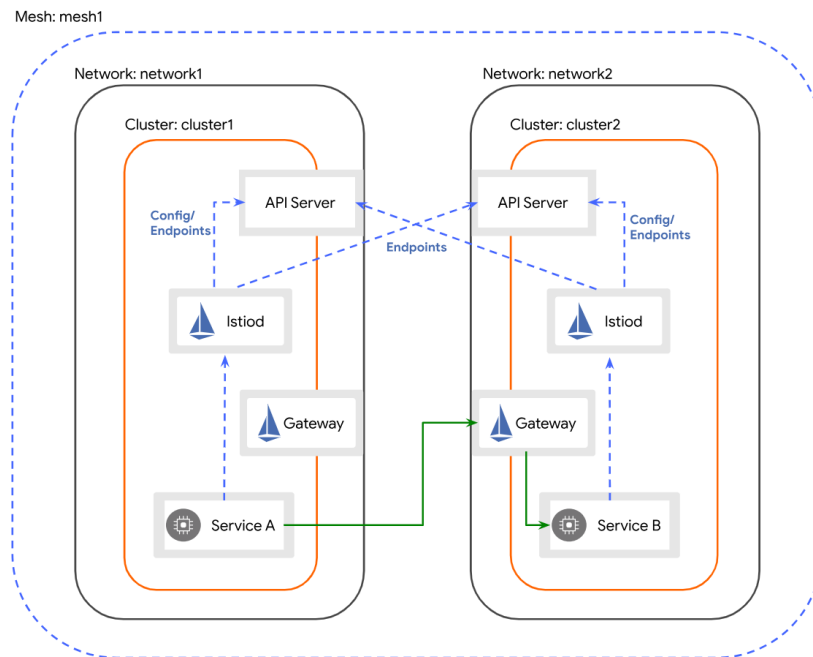 Mesh: mesh1
Network: network1
Network: network2
Cluster: cluster1
Cluster: cluster2
API Server
API Server
Config/
Endpoints
Config/
Endpoints
Endpoints
Istiod
Istiod
Gateway
Gateway
Service A
Service B